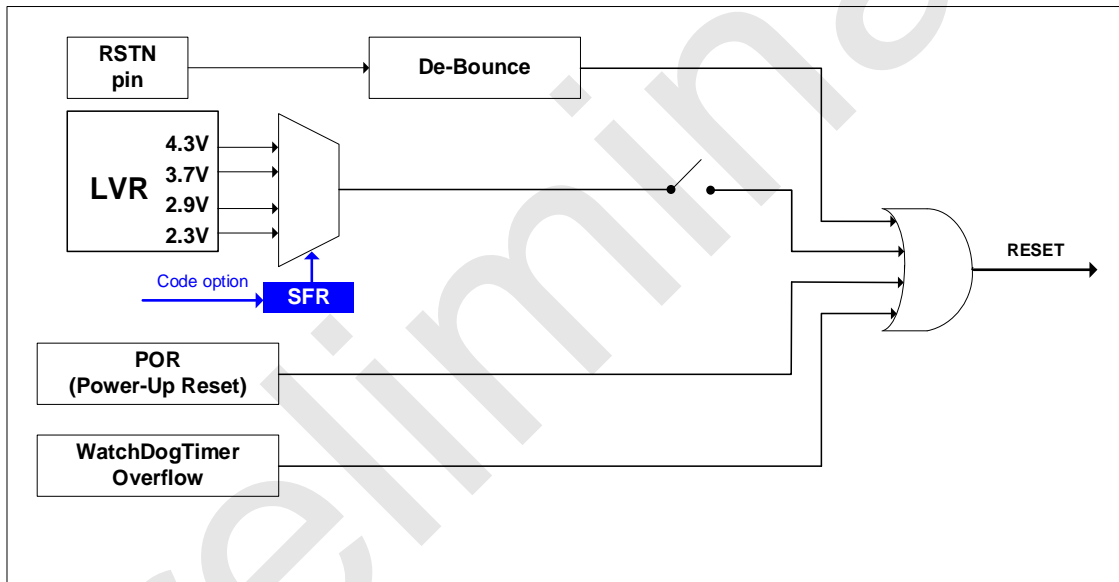 RSTN
pin
De-Bounce
LVR
4.3V
3.7V
2.9V
2.3V
Code option
SFR
RESET
POR
(Power-Up Reset)
WatchDogTimer
Overflow
relimina